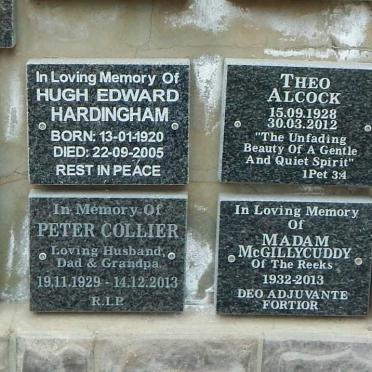 In Loving Memory Of
HUGH EDWARD
HARDINGHAM
BORN: 13-01-1920
DIED: 22-09-2005
REST IN PEACE
THEO
ALCOCK
15.09.1928
30.03.2012
"The Unfading
Beauty Of A Gentle
And Quiet Spirit"
1Pet 3:4
In Memory Of
PETER COLLIER
Loving Husband,
Dad & Grandpa
19.11.1929 - 14.12.2013
R.I.P.
In Loving Memory Of
MADAM
McGILLYCUDDY
Of The Reeks
1932-2013
DEO ADJUVANTE
FORTIOR